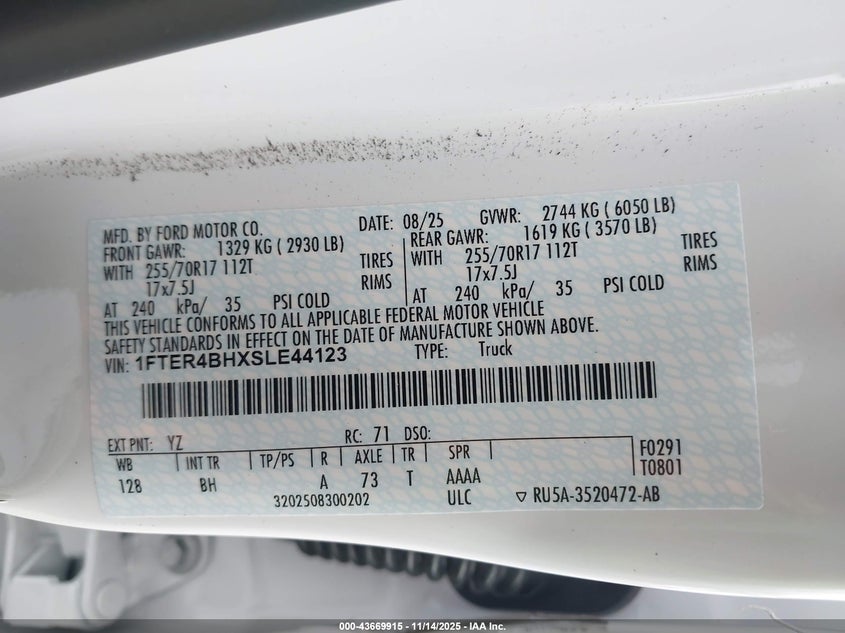 MFD. BY FORD MOTOR CO. DATE: 08/25 GVWR: 2744 KG ( 6050 LB)
FRONT GAWR: 1329 KG ( 2930 LB) REAR GAWR: 1619 KG ( 3570 LB)
WITH 255/70R17 112T TIRES WITH 255/70R17 112T TIRES
17x7.5J RIMS 17x7.5J RIMS
AT 240 kPa/ 35 PSI COLD AT 240 kPa/ 35 PSI COLD
THIS VEHICLE CONFORMS TO ALL APPLICABLE FEDERAL MOTOR VEHICLE
SAFETY STANDARDS IN EFFECT ON THE DATE OF MANUFACTURE SHOWN ABOVE.
VIN: 1FTER4BHXSLE44123 TYPE: Truck
EXT PNT: YZ RC: 71 DSO: F0291
WB INT TR TP/PS R AXLE TR SPR T0801
128 BH A 73 T AAAA
3202508300202 ULC ▽ RU5A-3520472-AB
000-43669915 - 11/14/2025 - IAA Inc.